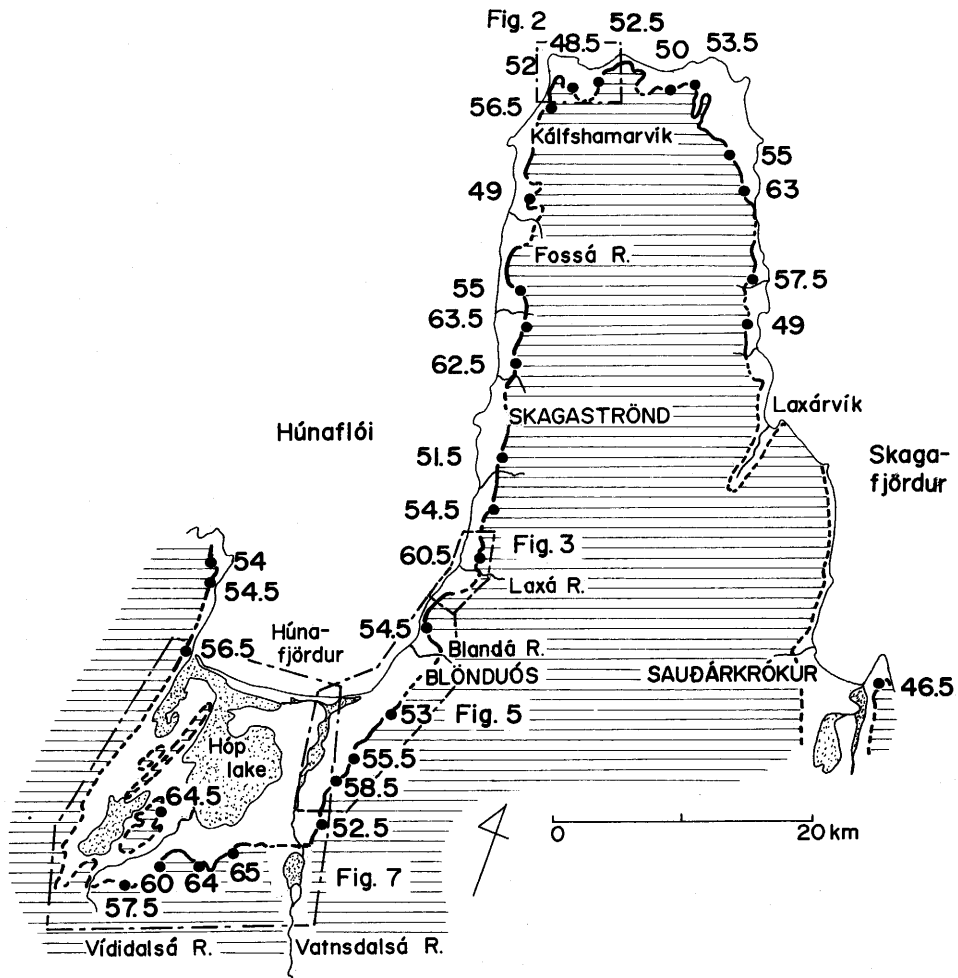 Fig. 2
52.5
53.5
48.5
50
52
56.5
Kálfshamarvík
55
63
49
Fossá R.
57.5
55
63.5
49
62.5
SKAGASTRÖND
Laxárvík
Húnaflói
51.5
Skaga-
fjördur
54.5
Fig. 3
60.5
54
Laxá R.
54.5
Húna-
fjördur
54.5
56.5
Blandá R.
BLÖNDUÓS
SAUÐÁRKRÓKUR
46.5
53
Fig. 5
Hóp
lake
55.5
58.5
64.5
52.5
0
20 km
60
64
65
Fig. 7
57.5
Vídidalsá R.
Vatnsdalsá R.